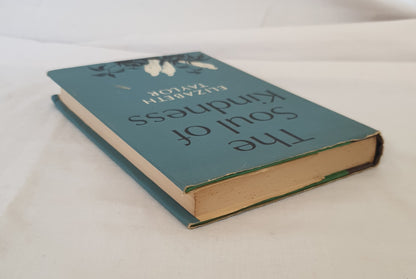 The
Soul of
Kindness
ELIZABETH
TAYLOR